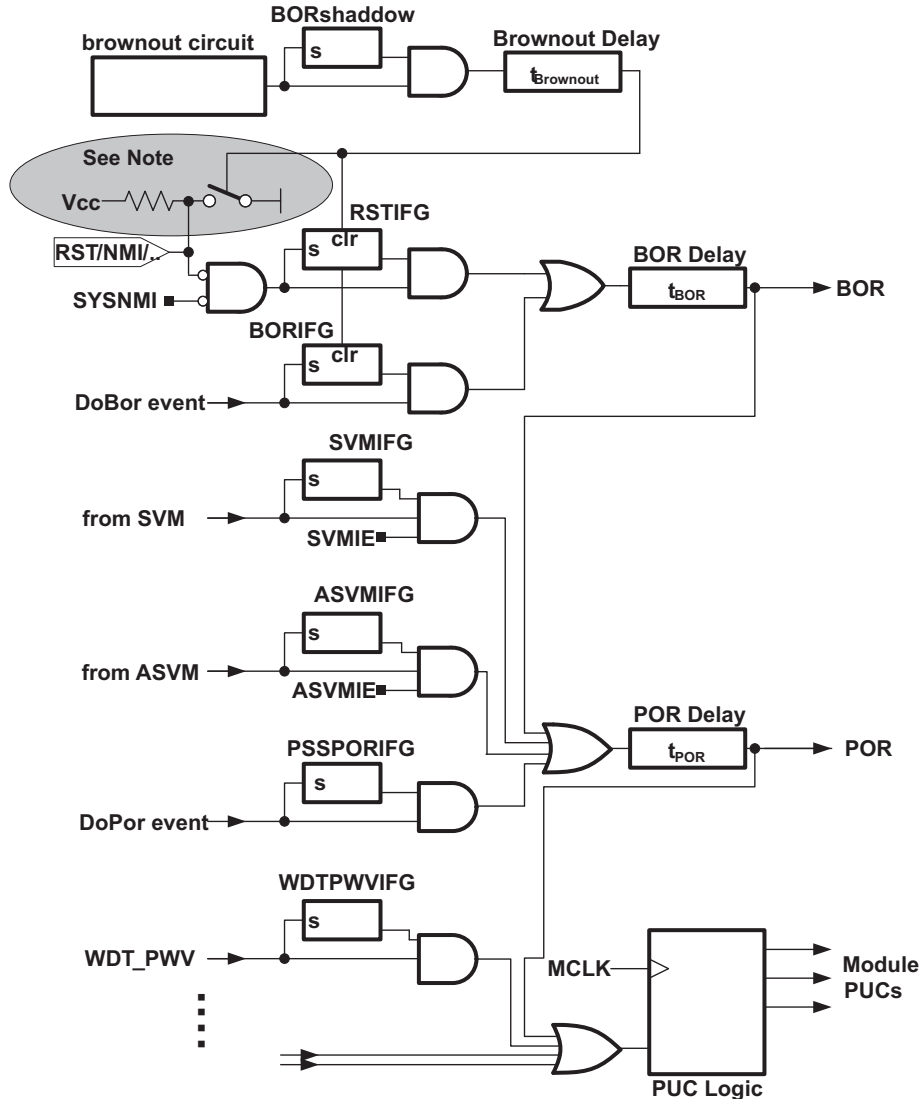 BORshaddow
brownout circuit
s
Brownout Delay
tBrownout
See Note
Vcc
RST/NMI/..
SYSNMI
RSTIFG
s
clr
BORIFG
s
clr
DoBor event
BOR Delay
tBOR
BOR
SVMIFG
s
from SVM
SVMIE
ASVMIFG
s
from ASVM
ASVMIE
PSSPORIFG
s
DoPor event
POR Delay
tPOR
POR
WDTPWVIFG
s
WDT_PWV
MCLK
Module
PUCs
PUC Logic